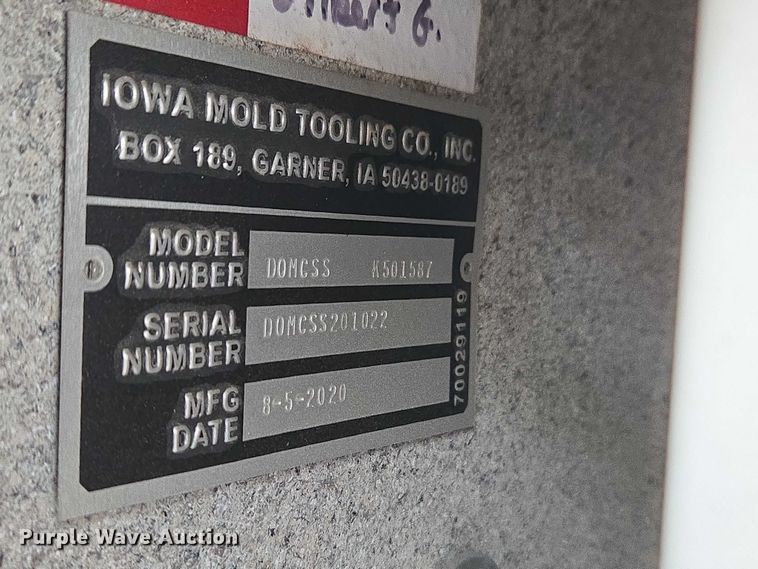 G.
IOWA MOLD TOOLING CO., INC.
BOX 189, GARNER, IA 50438-0189
MODEL NUMBER DOMCSS K501587
SERIAL NUMBER DOMCSS201022
MFG DATE 8-5-2020
70029119
Purple Wave Auction